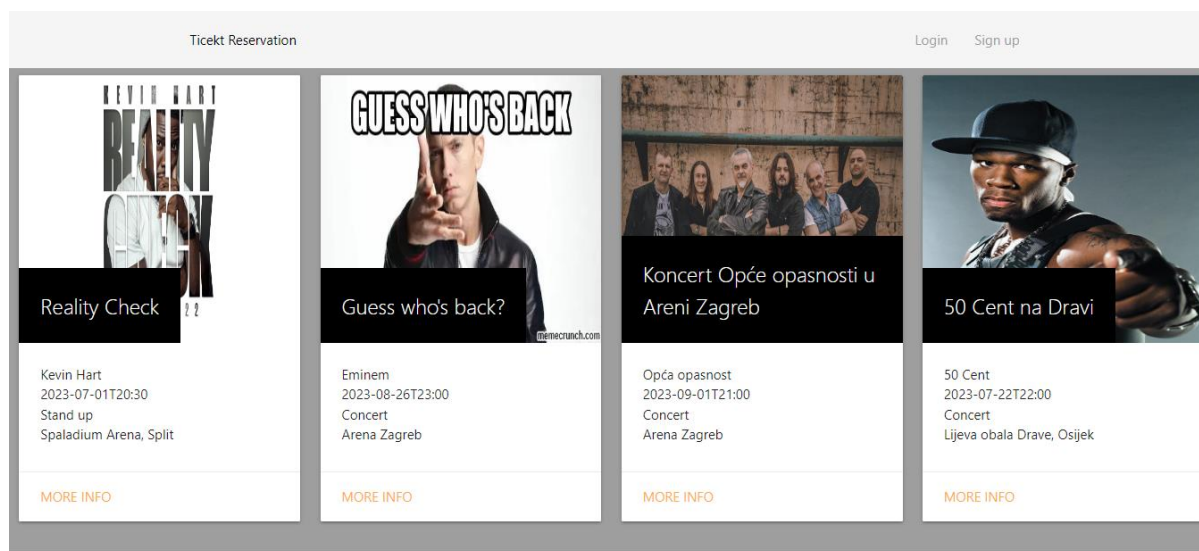 Ticekt Reservation
Login
Sign up
KEVIN HART
REALITY
CHECK
22
Reality Check
Kevin Hart
2023-07-01T20:30
Stand up
Spaladium Arena, Split
MORE INFO
GUESS WHO'S BACK
memecrunch.com
Guess who's back?
Eminem
2023-08-26T23:00
Concert
Arena Zagreb
MORE INFO
Koncert Opće opasnosti u
Areni Zagreb
Opća opasnost
2023-09-01T21:00
Concert
Arena Zagreb
MORE INFO
50 Cent na Dravi
50 Cent
2023-07-22T22:00
Concert
Lijeva obala Drave, Osijek
MORE INFO